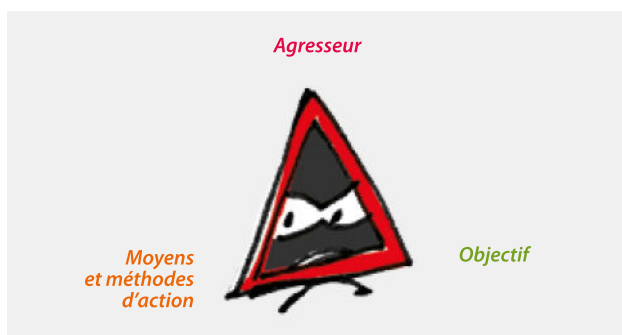 Agresseur
Moyens
et méthodes
d'action
Objectif